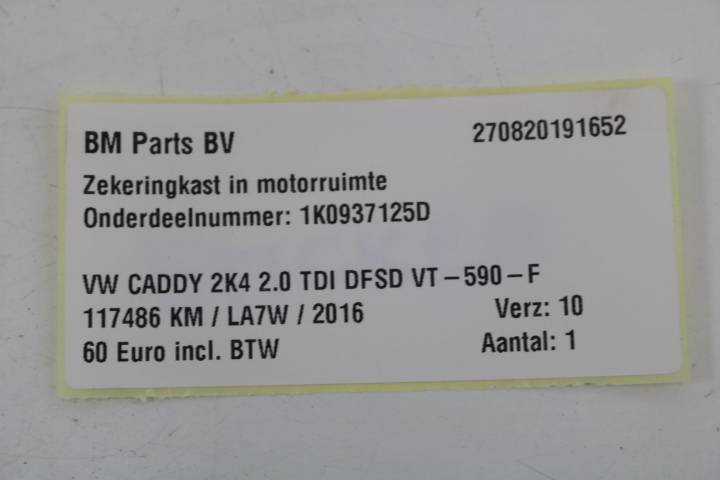 BM Parts BV 270820191652
Zekeringkast in motorruimte
Onderdeelnummer: 1K0937125D
VW CADDY 2K4 2.0 TDI DFSD VT-590-F
117486 KM / LA7W / 2016 Verz: 10
60 Euro incl. BTW Aantal: 1